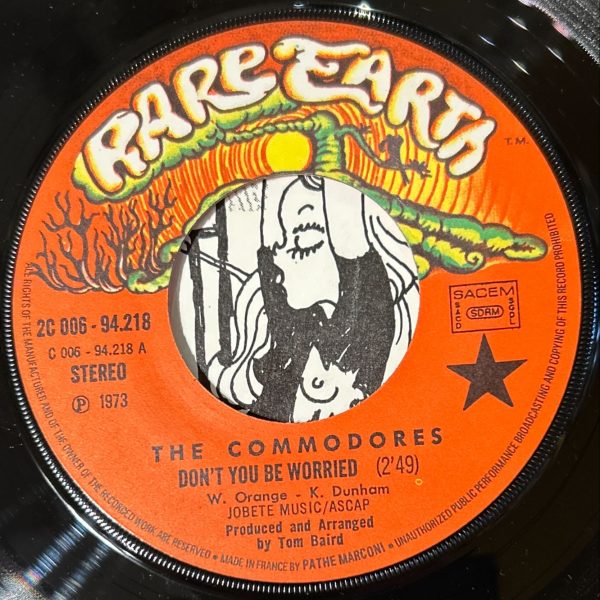 RARE EARTH
T.M.
2C 006 - 94.218
C 006 - 94.218 A
STEREO
Ⓟ 1973
SACEM
SACD
SDRM
SGDL
THE COMMODORES
DON'T YOU BE WORRIED (2'49)
W. Orange - K. Dunham
JOBETE MUSIC/ASCAP
Produced and Arranged
by Tom Baird
ALL RIGHTS OF THE MANUFACTURER AND OF THE OWNER OF THE RECORDED WORK ARE RESERVED • MADE IN FRANCE BY PATHE MARCONI • UNAUTHORIZED PUBLIC PERFORMANCE BROADCASTING AND COPYING OF THIS RECORD PROHIBITED